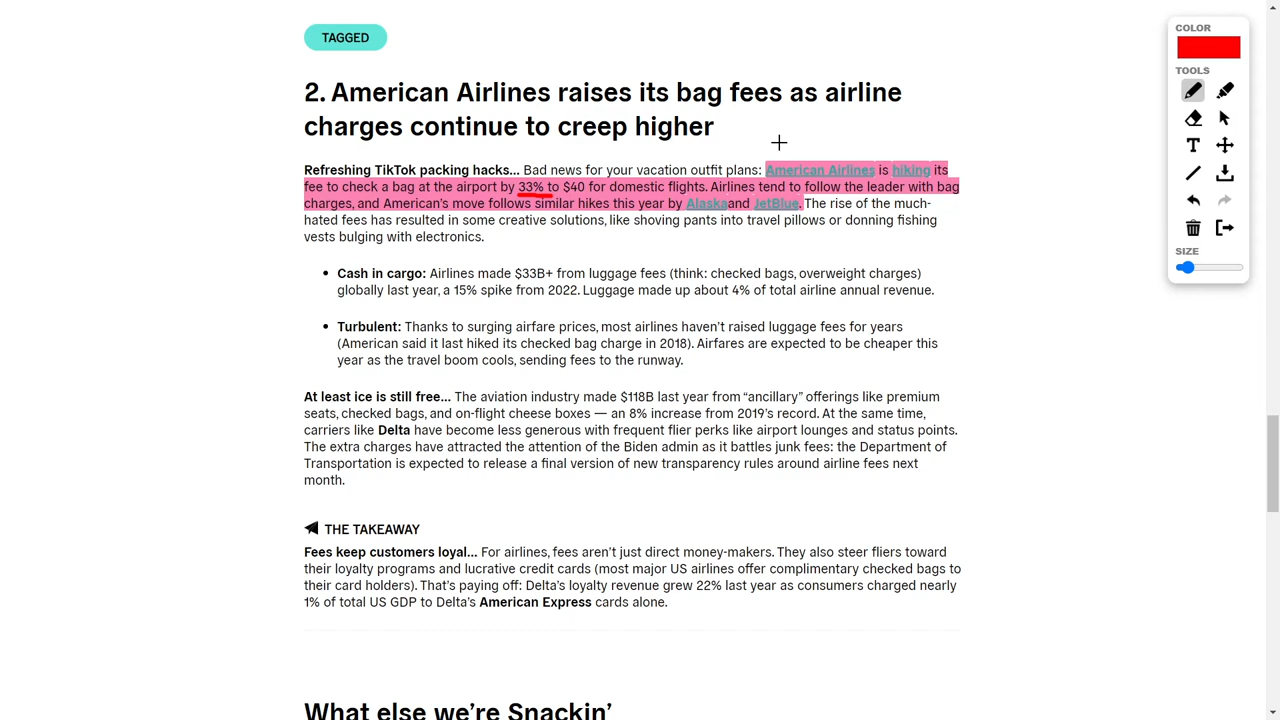 TAGGED
2. American Airlines raises its bag fees as airline
charges continue to creep higher
Refreshing TikTok packing hacks... Bad news for your vacation outfit plans: American Airlines is hiking its
fee to check a bag at the airport by 33% to $40 for domestic flights. Airlines tend to follow the leader with bag
charges, and American’s move follows similar hikes this year by Alaskaand JetBlue. The rise of the much-
hated fees has resulted in some creative solutions, like shoving pants into travel pillows or donning fishing
vests bulging with electronics.
• Cash in cargo: Airlines made $33B+ from luggage fees (think: checked bags, overweight charges)
globally last year, a 15% spike from 2022. Luggage made up about 4% of total airline annual revenue.
• Turbulent: Thanks to surging airfare prices, most airlines haven’t raised luggage fees for years
(American said it last hiked its checked bag charge in 2018). Airfares are expected to be cheaper this
year as the travel boom cools, sending fees to the runway.
At least ice is still free... The aviation industry made $118B last year from “ancillary” offerings like premium
seats, checked bags, and on-flight cheese boxes — an 8% increase from 2019’s record. At the same time,
carriers like Delta have become less generous with frequent flier perks like airport lounges and status points.
The extra charges have attracted the attention of the Biden admin as it battles junk fees: the Department of
Transportation is expected to release a final version of new transparency rules around airline fees next
month.
THE TAKEAWAY
Fees keep customers loyal... For airlines, fees aren’t just direct money-makers. They also steer fliers toward
their loyalty programs and lucrative credit cards (most major US airlines offer complimentary checked bags to
their card holders). That’s paying off: Delta’s loyalty revenue grew 22% last year as consumers charged nearly
1% of total US GDP to Delta’s American Express cards alone.
What else we’re Snackin’
COLOR
TOOLS
T
SIZE